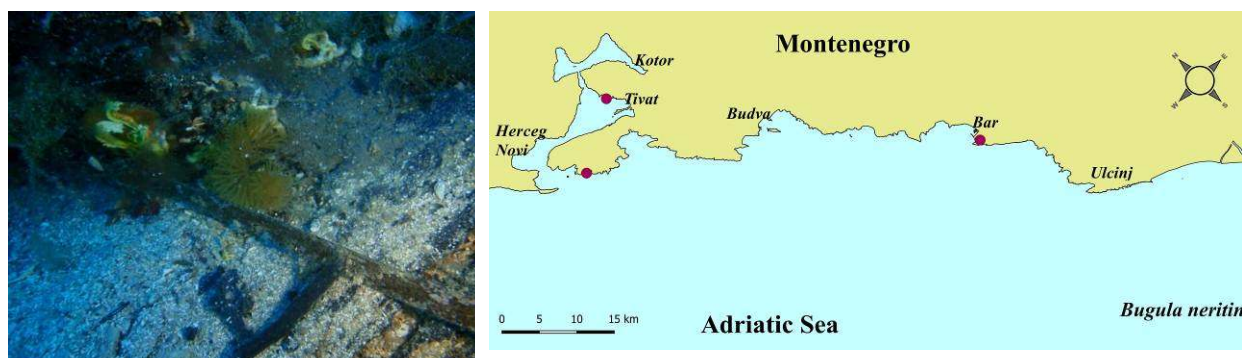 Montenegro
Kotor
N
E
W
S
Tivat
Budva
Bar
Herceg
Novi
Ulcinj
0 5 10 15 km
Adriatic Sea
Bugula neritin